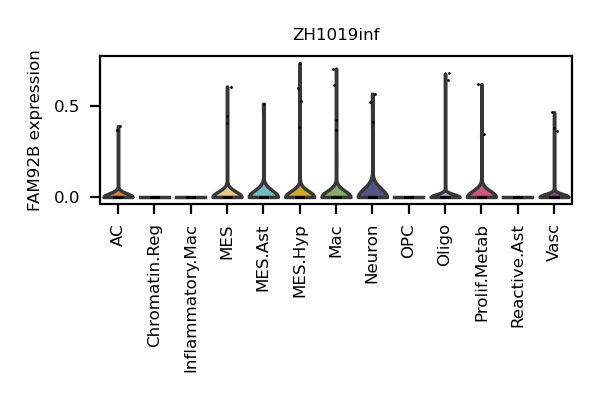 ZH1019inf
FAM92B expression
0.5
0.0
AC
Chromatin.Reg
Inflammatory.Mac
MES
MES.Ast
MES.Hyp
Mac
Neuron
OPC
Oligo
Prolif.Metab
Reactive.Ast
Vasc